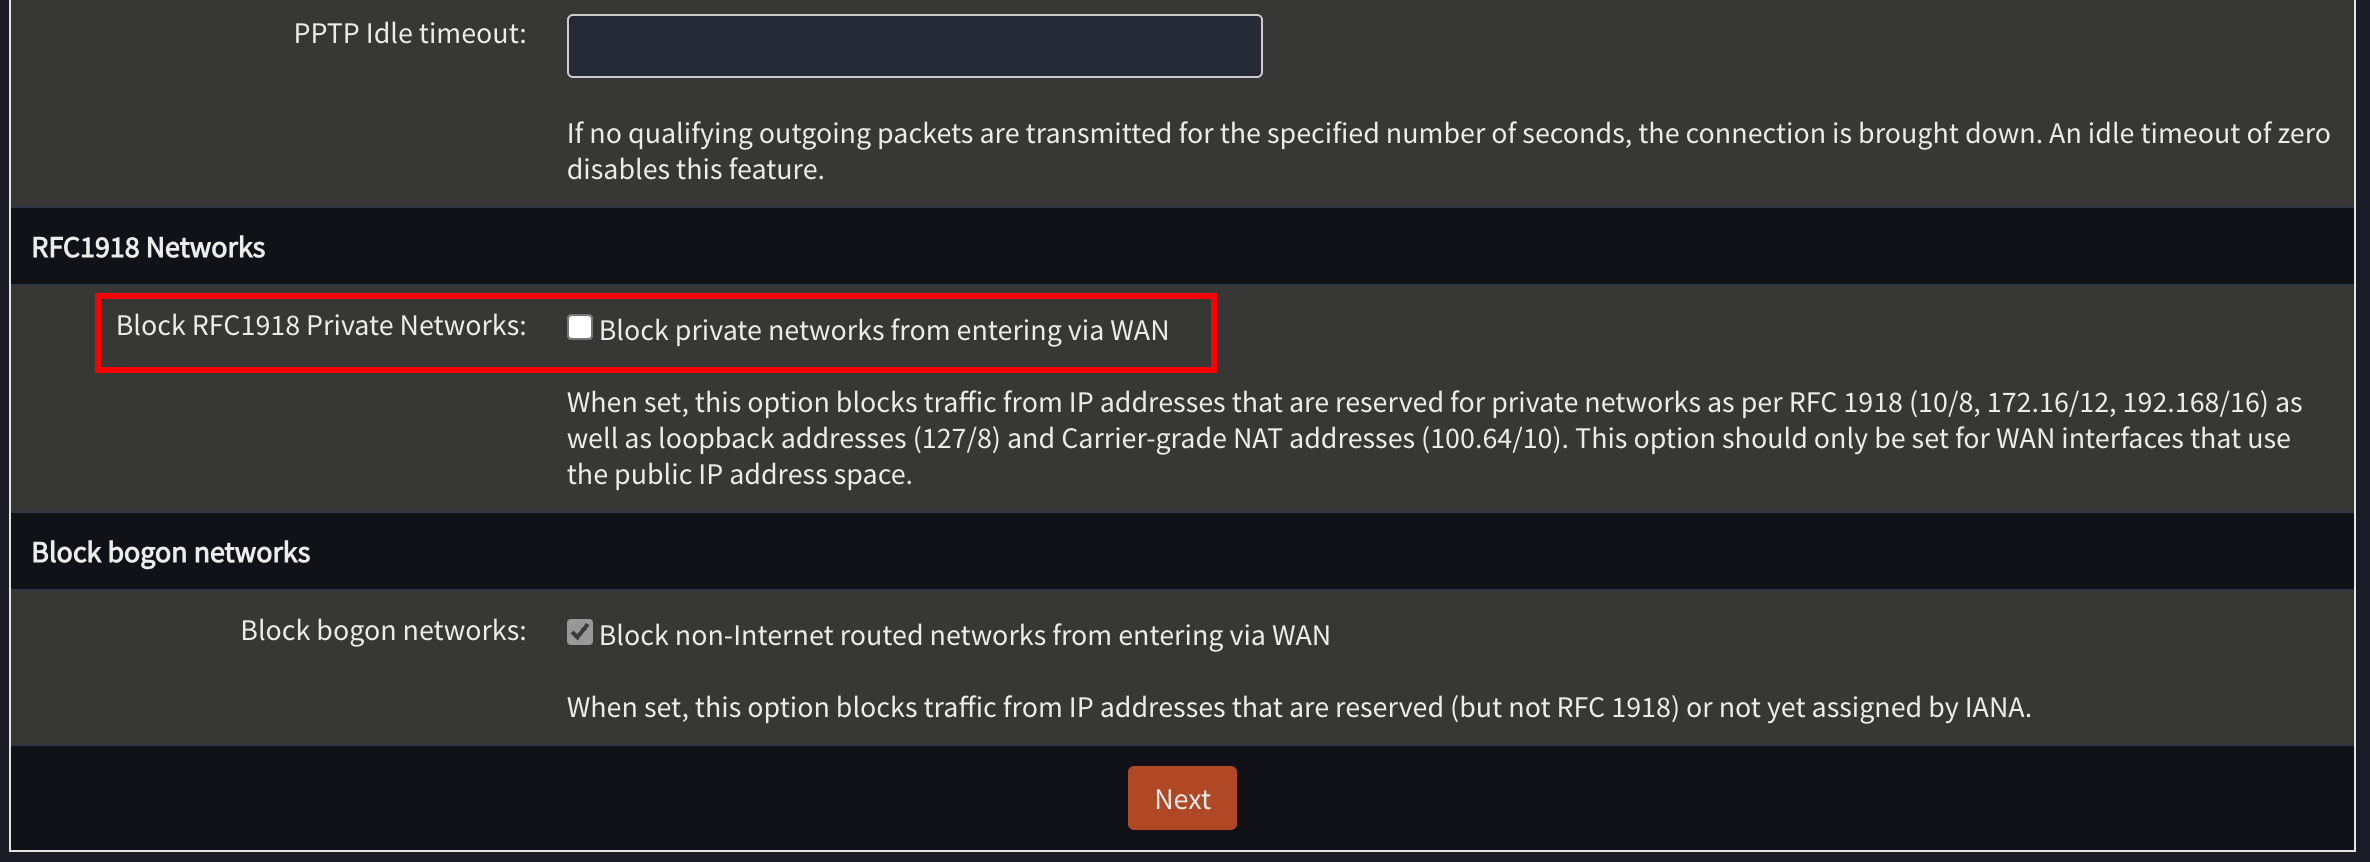 PPTP Idle timeout:
If no qualifying outgoing packets are transmitted for the specified number of seconds, the connection is brought down. An idle timeout of zero
disables this feature.
RFC1918 Networks
Block RFC1918 Private Networks:
Block private networks from entering via WAN
When set, this option blocks traffic from IP addresses that are reserved for private networks as per RFC 1918 (10/8, 172.16/12, 192.168/16) as
well as loopback addresses (127/8) and Carrier-grade NAT addresses (100.64/10). This option should only be set for WAN interfaces that use
the public IP address space.
Block bogon networks
Block bogon networks:
Block non-Internet routed networks from entering via WAN
When set, this option blocks traffic from IP addresses that are reserved (but not RFC 1918) or not yet assigned by IANA.
Next